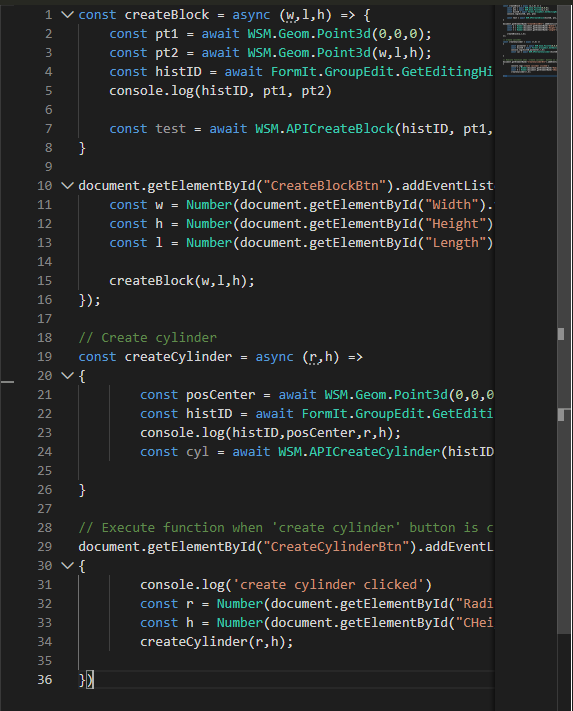 1 const createBlock = async (w,l,h) => {
2 const pt1 = await WSM.Geom.Point3d(0,0,0);
3 const pt2 = await WSM.Geom.Point3d(w,l,h);
4 const histID = await FormIt.GroupEdit.GetEditingHi
5 console.log(histID, pt1, pt2)
6
7 const test = await WSM.APICreateBlock(histID, pt1,
8 }
9
10 document.getElementById("CreateBlockBtn").addEventList
11 const w = Number(document.getElementById("Width").
12 const h = Number(document.getElementById("Height")
13 const l = Number(document.getElementById("Length")
14
15 createBlock(w,l,h);
16 });
17
18 // Create cylinder
19 const createCylinder = async (r,h) =>
20 {
21 const posCenter = await WSM.Geom.Point3d(0,0,0
22 const histID = await FormIt.GroupEdit.GetEditi
23 console.log(histID,posCenter,r,h);
24 const cyl = await WSM.APICreateCylinder(histID
25
26 }
27
28 // Execute function when 'create cylinder' button is c
29 document.getElementById("CreateCylinderBtn").addEventL
30 {
31 console.log('create cylinder clicked')
32 const r = Number(document.getElementById("Radi
33 const h = Number(document.getElementById("CHei
34 createCylinder(r,h);
35
36 })